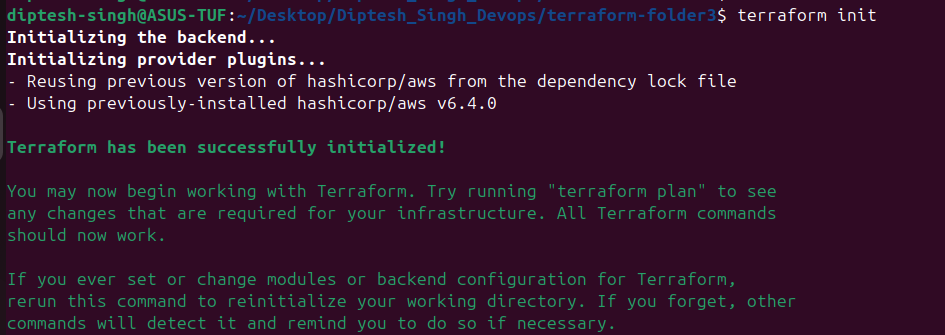 diptesh-singh@ASUS-TUF:~/Desktop/Diptesh_Singh_Devops/terraform-folder3$ terraform init
Initializing the backend...
Initializing provider plugins...
- Reusing previous version of hashicorp/aws from the dependency lock file
- Using previously-installed hashicorp/aws v6.4.0
Terraform has been successfully initialized!
You may now begin working with Terraform. Try running "terraform plan" to see
any changes that are required for your infrastructure. All Terraform commands
should now work.
If you ever set or change modules or backend configuration for Terraform,
rerun this command to reinitialize your working directory. If you forget, other
commands will detect it and remind you to do so if necessary.